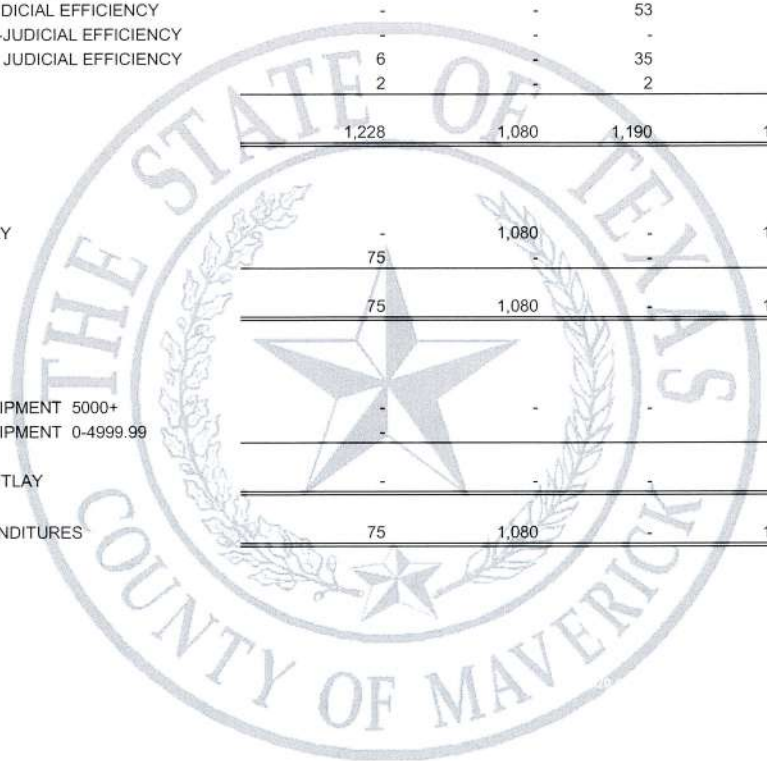 DICIAL EFFICIENCY - - 53
-JUDICIAL EFFICIENCY - - -
JUDICIAL EFFICIENCY 6 - 35
2 - 2
1,228 1,080 1,190 1
Y - 1,080 - 1
75 - -
75 1,080 - 1
IPMENT 5000+ - - -
IPMENT 0-4999.99 -
TLAY - - -
NDITURES 75 1,080 - 1
THE STATE OF TEXAS
COUNTY OF MAVERICK